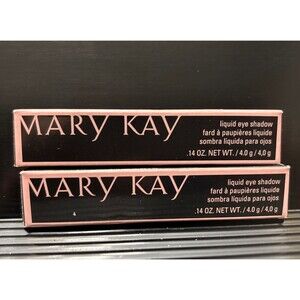 MARY KAY
liquid eye shadow
fard à paupières liquide
sombra líquida para ojos
.14 OZ. NET WT. / 4.0 g / 4,0 g
MARY KAY
liquid eye shadow
fard à paupières liquide
sombra líquida para ojos
.14 OZ. NET WT. / 4.0 g / 4,0 g